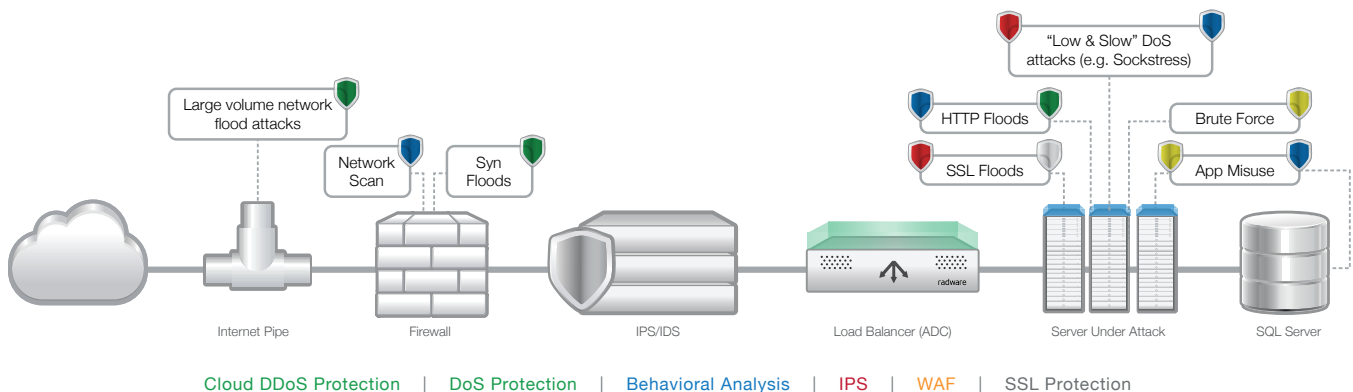 “Low & Slow” DoS
attacks (e.g. Sockstress)
Large volume network
flood attacks
HTTP Floods
Brute Force
Network
Scan
Syn
Floods
SSL Floods
App Misuse
radware
Internet Pipe
Firewall
IPS/IDS
Load Balancer (ADC)
Server Under Attack
SQL Server
Cloud DDoS Protection | DoS Protection | Behavioral Analysis | IPS | WAF | SSL Protection